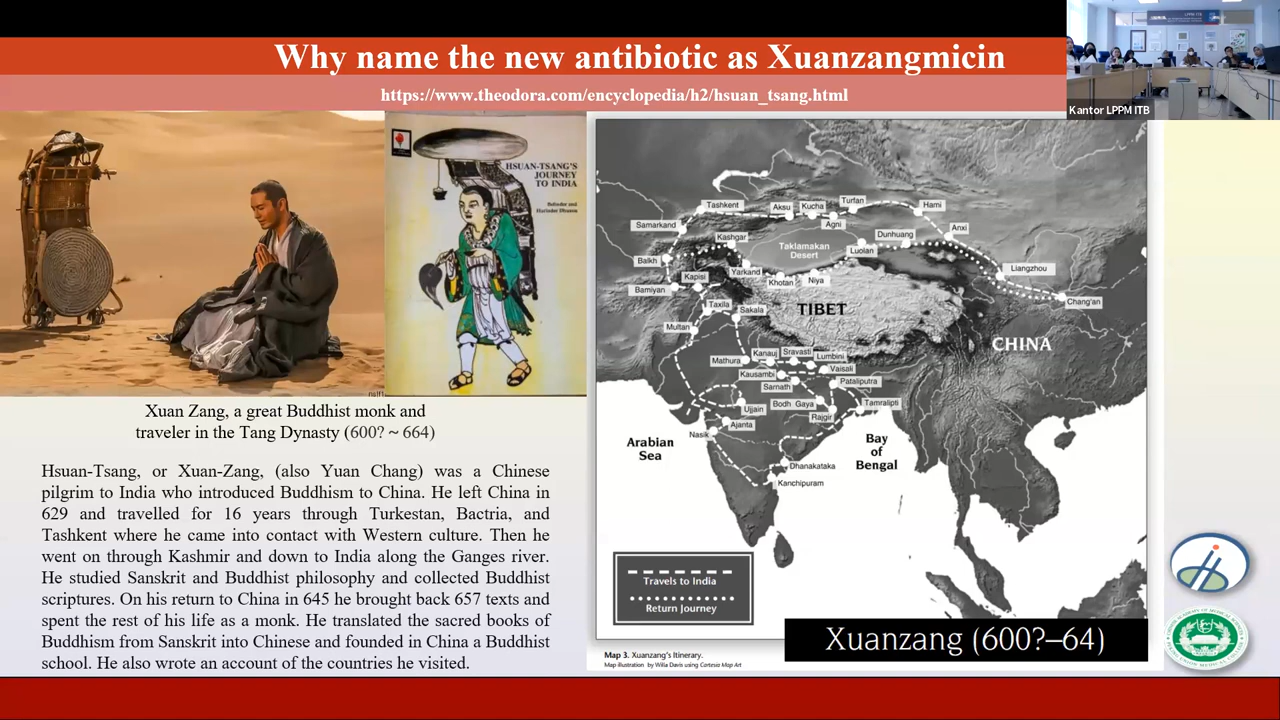 Why name the new antibiotic as Xuanzangmicin
https://www.theodora.com/encyclopedia/h2/hsuan_tsang.html
Kantor LPPM ITB
HSUAN-TSANG'S
JOURNEY
TO INDIA
Xuan Zang, a great Buddhist monk and
traveler in the Tang Dynasty (600? ~ 664)
Hsuan-Tsang, or Xuan-Zang, (also Yuan Chang) was a Chinese
pilgrim to India who introduced Buddhism to China. He left China in
629 and travelled for 16 years through Turkestan, Bactria, and
Tashkent where he came into contact with Western culture. Then he
went on through Kashmir and down to India along the Ganges river.
He studied Sanskrit and Buddhist philosophy and collected Buddhist
scriptures. On his return to China in 645 he brought back 657 texts and
spent the rest of his life as a monk. He translated the sacred books of
Buddhism from Sanskrit into Chinese and founded in China a Buddhist
school. He also wrote an account of the countries he visited.
Tashkent
Aksu
Kucha
Turfan
Hami
Samarkand
Agni
Anxi
Kashgar
Dunhuang
Taklamakan
Desert
Luolan
Balkh
Yarkand
Liangzhou
Kapisi
Khotan
Niya
Bamiyan
Chang'an
Taxila
Sakala
TIBET
Multan
CHINA
Kanauj
Sravasti
Lumbini
Mathura
Vaisali
Kausambi
Sarnath
Pataliputra
Ujjain
Bodh Gaya
Tamralipti
Rajgir
Ajanta
Nasik
Arabian
Sea
Bay
of
Bengal
Dhanakataka
Kanchipuram
Travels to India
Return Journey
Xuanzang (600?–64)
Map 3. Xuanzang's Itinerary.
Map illustration by Willa Davis using Cartesia Map Art